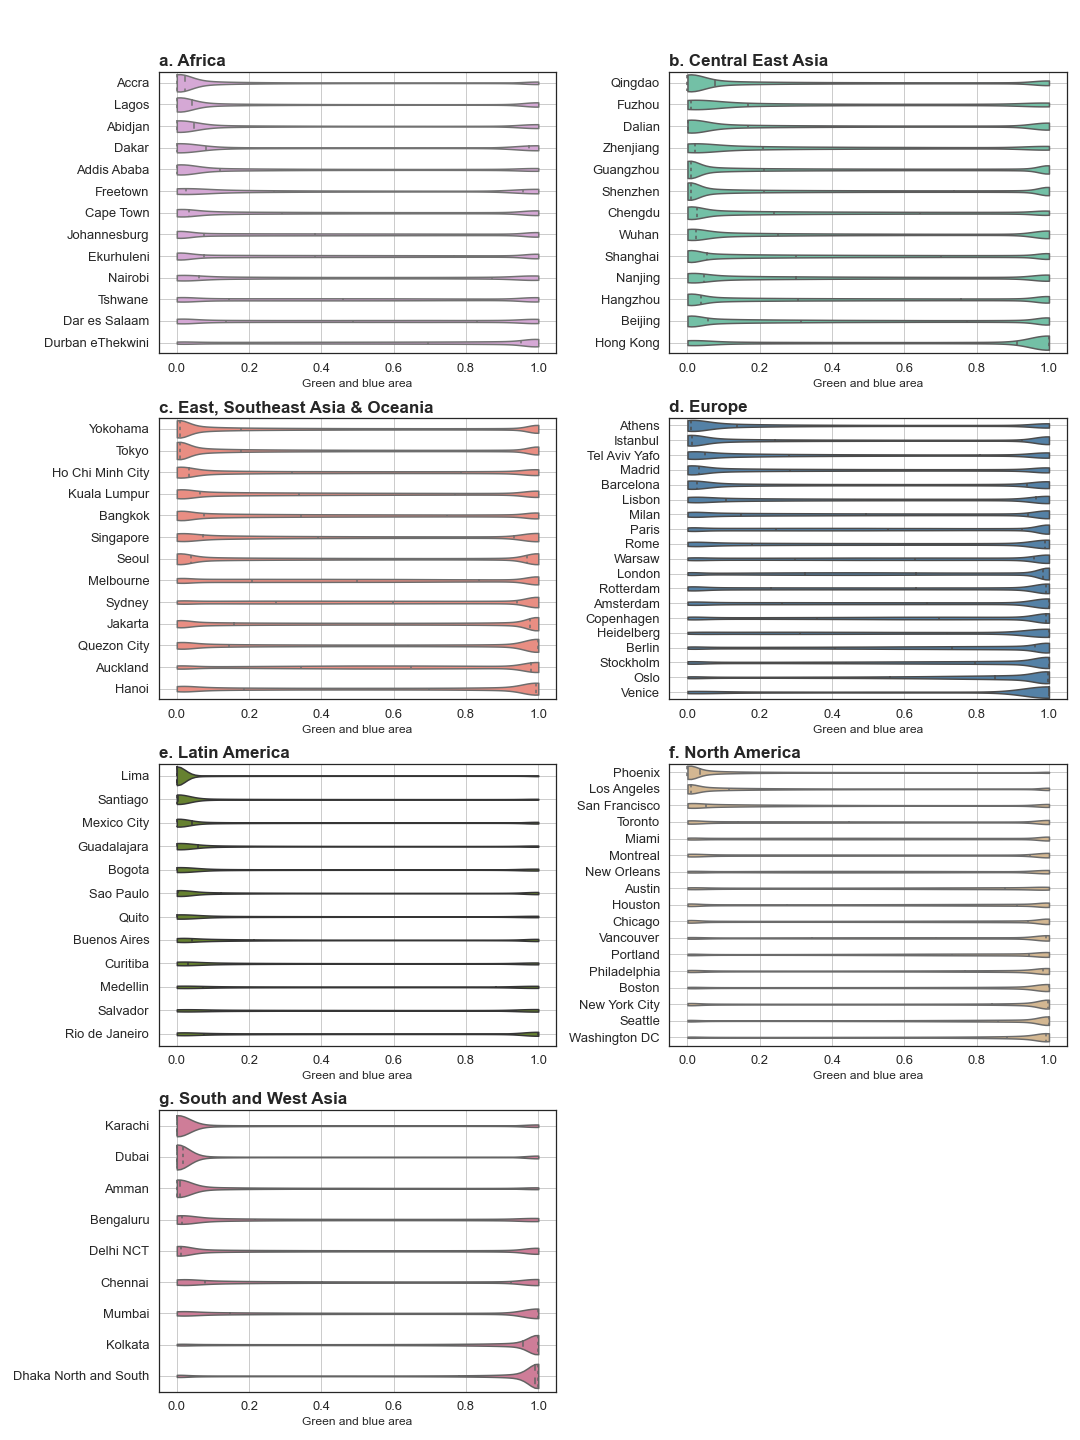 a. Africa
Accra
Lagos
Abidjan
Dakar
Addis Ababa
Freetown
Cape Town
Johannesburg
Ekurhuleni
Nairobi
Tshwane
Dar es Salaam
Durban eThekwini
0.0 0.2 0.4 0.6 0.8 1.0
Green and blue area
b. Central East Asia
Qingdao
Fuzhou
Dalian
Zhenjiang
Guangzhou
Shenzhen
Chengdu
Wuhan
Shanghai
Nanjing
Hangzhou
Beijing
Hong Kong
0.0 0.2 0.4 0.6 0.8 1.0
Green and blue area
c. East, Southeast Asia & Oceania
Yokohama
Tokyo
Ho Chi Minh City
Kuala Lumpur
Bangkok
Singapore
Seoul
Melbourne
Sydney
Jakarta
Quezon City
Auckland
Hanoi
0.0 0.2 0.4 0.6 0.8 1.0
Green and blue area
d. Europe
Athens
Istanbul
Tel Aviv Yafo
Madrid
Barcelona
Lisbon
Milan
Paris
Rome
Warsaw
London
Rotterdam
Amsterdam
Copenhagen
Heidelberg
Berlin
Stockholm
Oslo
Venice
0.0 0.2 0.4 0.6 0.8 1.0
Green and blue area
e. Latin America
Lima
Santiago
Mexico City
Guadalajara
Bogota
Sao Paulo
Quito
Buenos Aires
Curitiba
Medellin
Salvador
Rio de Janeiro
0.0 0.2 0.4 0.6 0.8 1.0
Green and blue area
f. North America
Phoenix
Los Angeles
San Francisco
Toronto
Miami
Montreal
New Orleans
Austin
Houston
Chicago
Vancouver
Portland
Philadelphia
Boston
New York City
Seattle
Washington DC
0.0 0.2 0.4 0.6 0.8 1.0
Green and blue area
g. South and West Asia
Karachi
Dubai
Amman
Bengaluru
Delhi NCT
Chennai
Mumbai
Kolkata
Dhaka North and South
0.0 0.2 0.4 0.6 0.8 1.0
Green and blue area